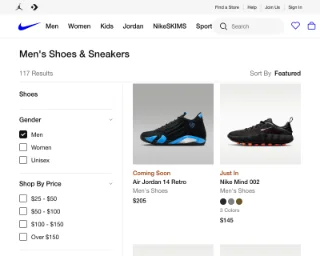 Find a Store | Help | Join Us | Sign In
Men Women Kids Jordan NikeSKIMS Sport Search
Men's Shoes & Sneakers
117 Results
Sort By Featured
Shoes
Gender
Men
Women
Unisex
Shop By Price
$25 - $50
$50 - $100
$100 - $150
Over $150
Coming Soon
Air Jordan 14 Retro
Men's Shoes
$205
Just In
Nike Mind 002
Men's Shoes
2 Colors
$145